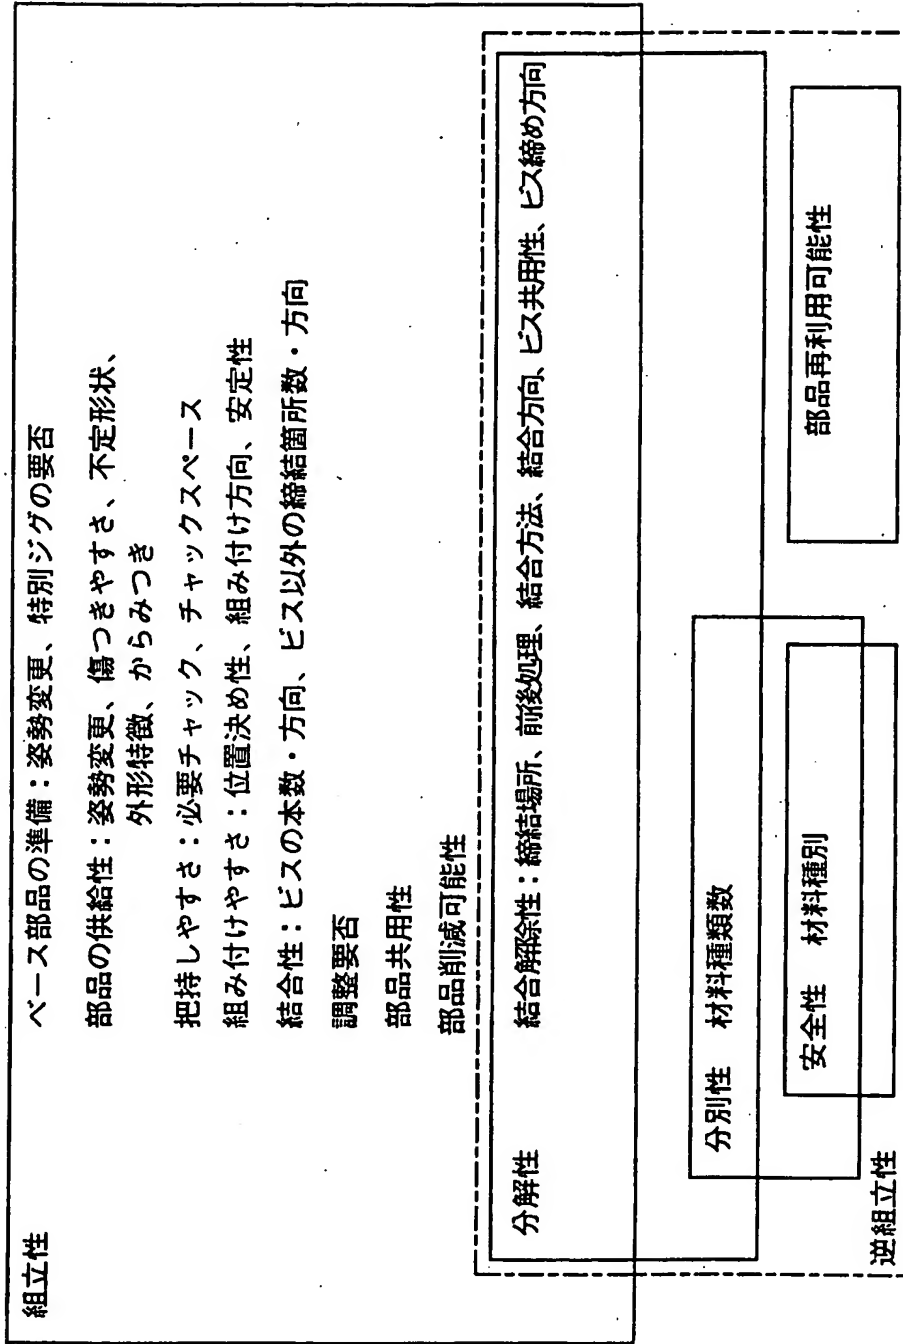 組立性
ベース部品の準備：姿勢変更、特別ジグの要否
部品の供給性：姿勢変更、傷つきやすさ、不定形状、
外形特徴、からみつき
把持しやすさ：必要チャック、チャックスペース
組み付けやすさ：位置決め性、組み付け方向、安定性
結合性：ビスの本数・方向、ビス以外の締結箇所数・方向
調整要否
部品共用性
部品削減可能性
分解性 結合解除性：締結場所、前後処理、結合方法、結合方向、ビス共用性、ビス締め方向
分別性 材料種類数
安全性 材料種別
部品再利用可能性
逆組立性